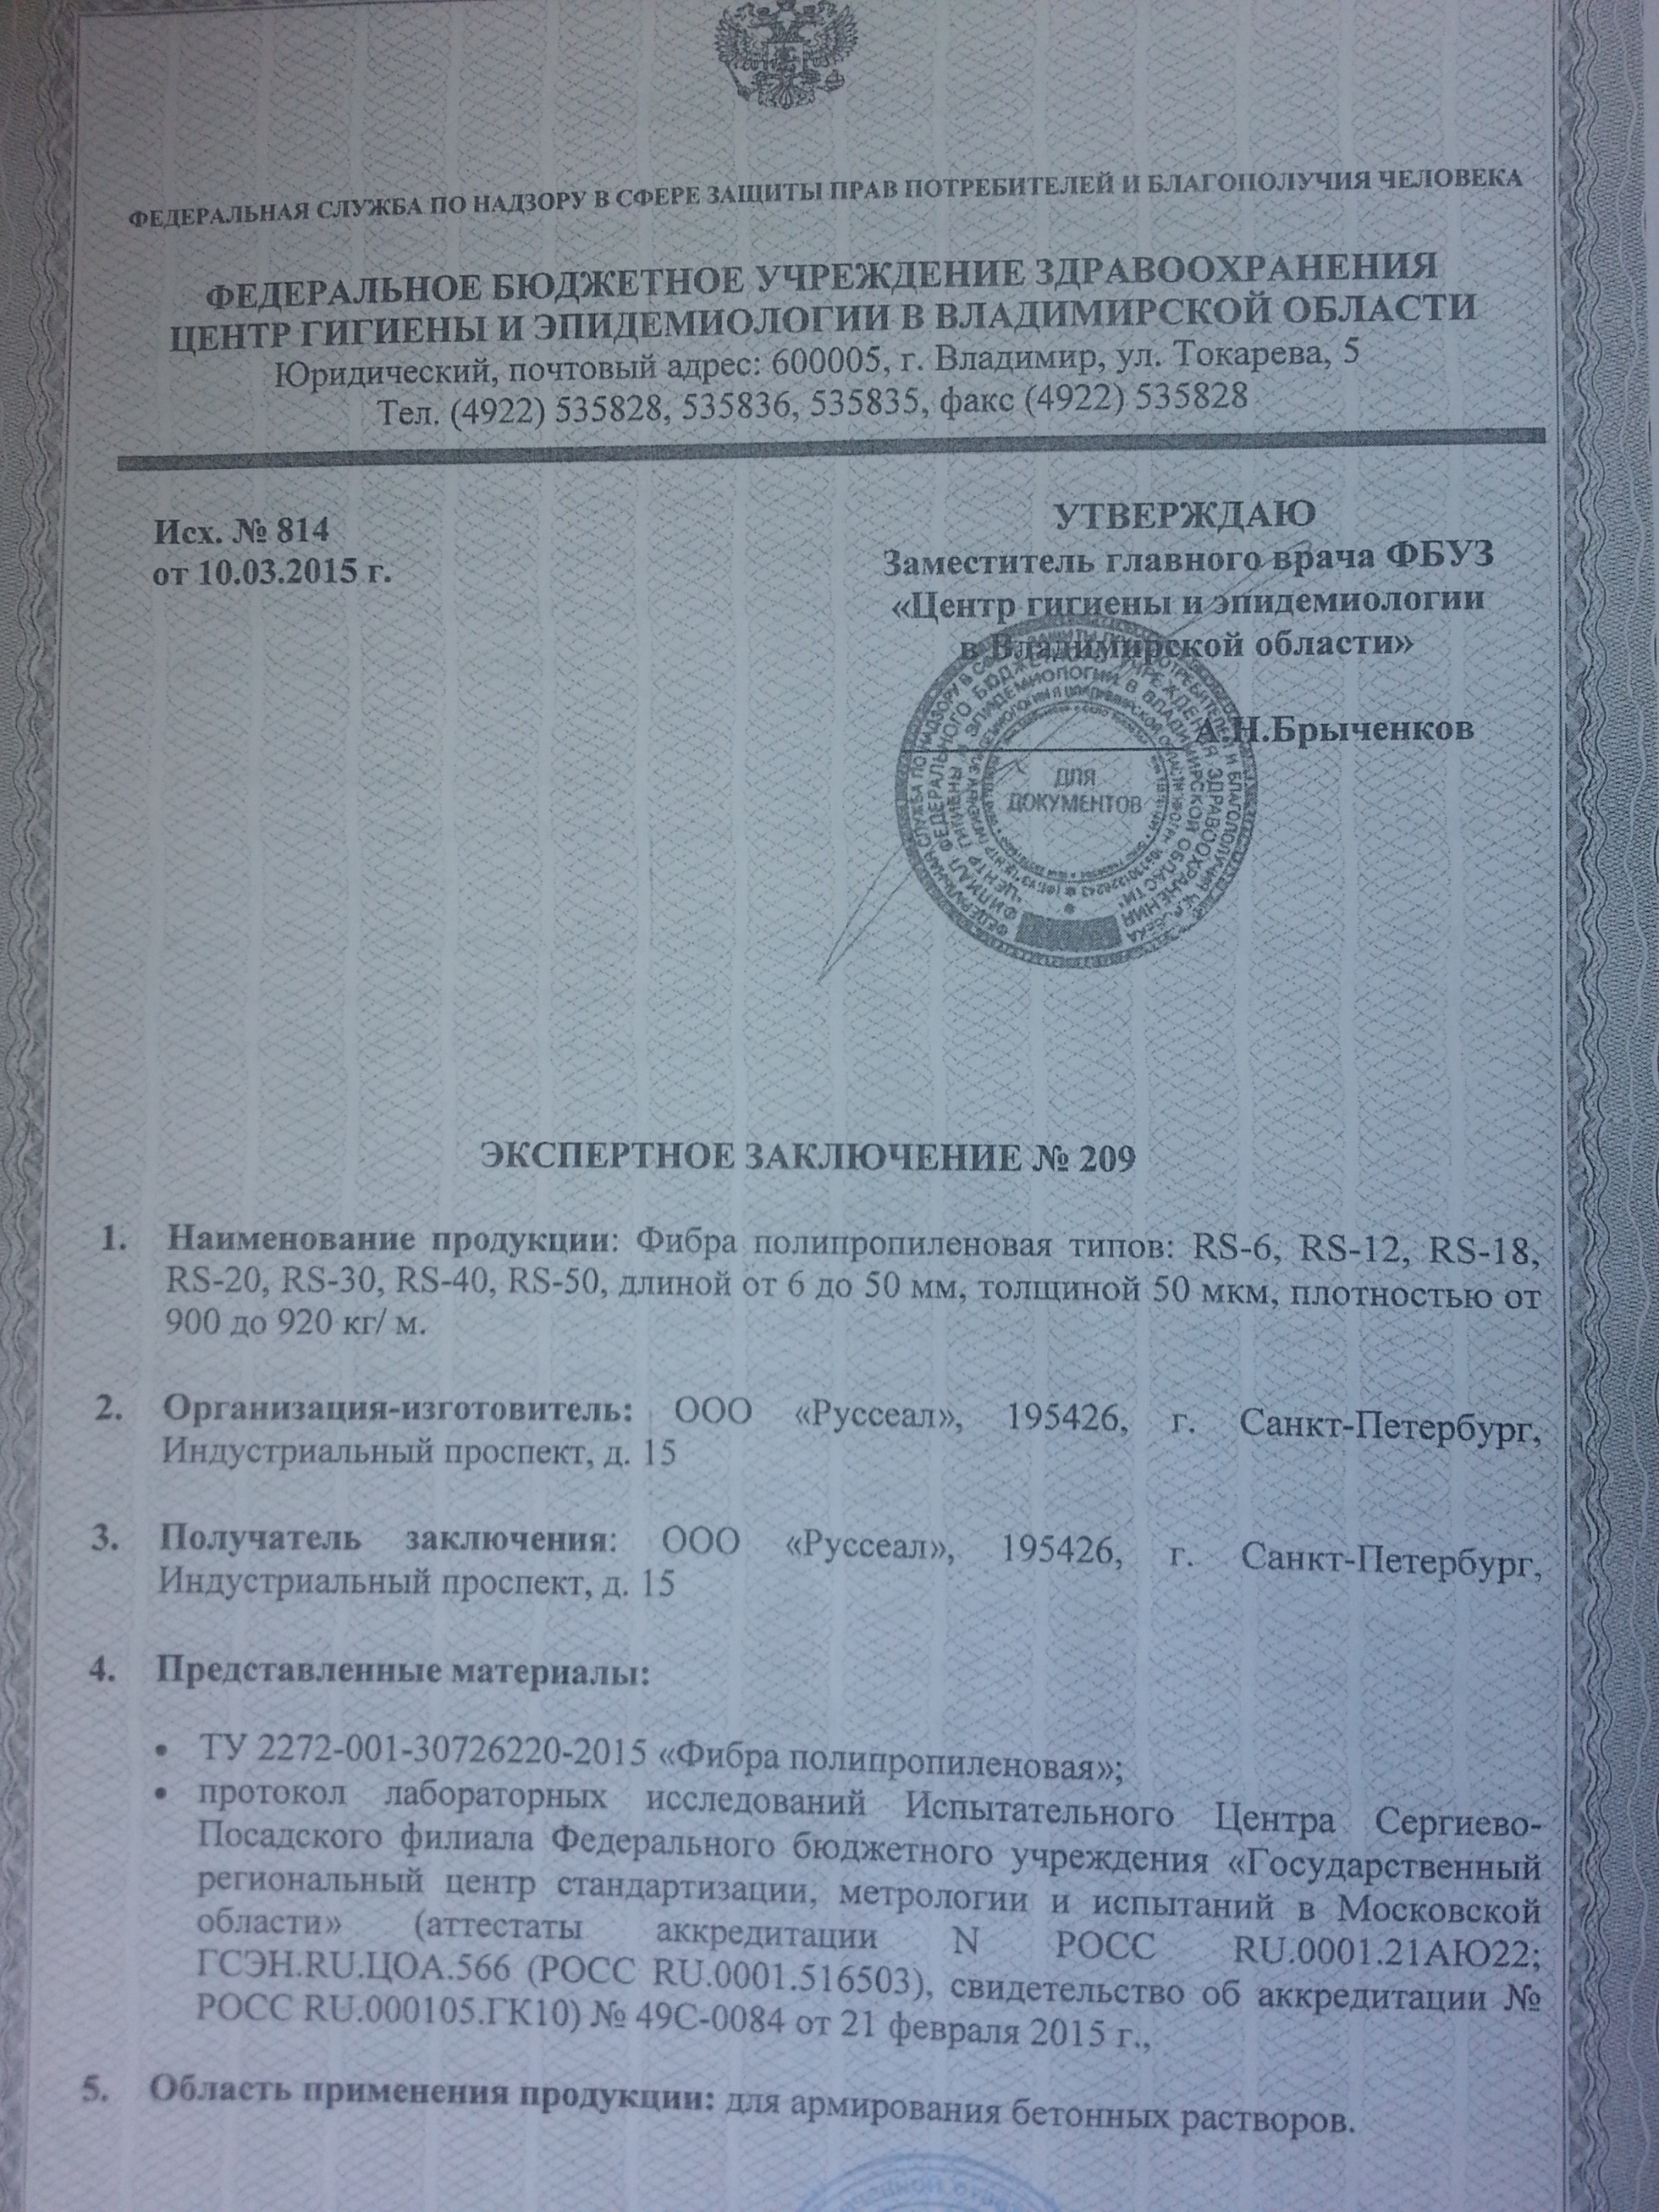 ФЕДЕРАЛЬНАЯ СЛУЖБА ПО НАДЗОРУ В СФЕРЕ ЗАЩИТЫ ПРАВ ПОТРЕБИТЕЛЕЙ И БЛАГОПОЛУЧИЯ ЧЕЛОВЕКА
ФЕДЕРАЛЬНОЕ БЮДЖЕТНОЕ УЧРЕЖДЕНИЕ ЗДРАВООХРАНЕНИЯ
ЦЕНТР ГИГИЕНЫ И ЭПИДЕМИОЛОГИИ В ВЛАДИМИРСКОЙ ОБЛАСТИ
Юридический, почтовый адрес: 600005, г. Владимир, ул. Токарева, 5
Тел. (4922) 535828, 535836, 535835, факс (4922) 535828
Исх. № 814
от 10.03.2015 г.
УТВЕРЖДАЮ
Заместитель главного врача ФБУЗ
«Центр гигиены и эпидемиологии
в Владимирской области»
А.Н.Брыченков
ДЛЯ
ДОКУМЕНТОВ
ЭКСПЕРТНОЕ ЗАКЛЮЧЕНИЕ № 209
1. Наименование продукции: Фибра полипропиленовая типов: RS-6, RS-12, RS-18,
RS-20, RS-30, RS-40, RS-50, длиной от 6 до 50 мм, толщиной 50 мкм, плотностью от
900 до 920 кг/ м.
2. Организация-изготовитель: ООО «Руссеал», 195426, г. Санкт-Петербург,
Индустриальный проспект, д. 15
3. Получатель заключения: ООО «Руссеал», 195426, г. Санкт-Петербург,
Индустриальный проспект, д. 15
4. Представленные материалы:
• ТУ 2272-001-30726220-2015 «Фибра полипропиленовая»;
• протокол лабораторных исследований Испытательного Центра Сергиево-
Посадского филиала Федерального бюджетного учреждения «Государственный
региональный центр стандартизации, метрологии и испытаний в Московской
области» (аттестаты аккредитации N РОСС RU.0001.21АЮ22;
ГСЭН.RU.ЦОА.566 (РОСС RU.0001.516503), свидетельство об аккредитации №
РОСС RU.000105.ГК10) № 49С-0084 от 21 февраля 2015 г.,
5. Область применения продукции: для армирования бетонных растворов.